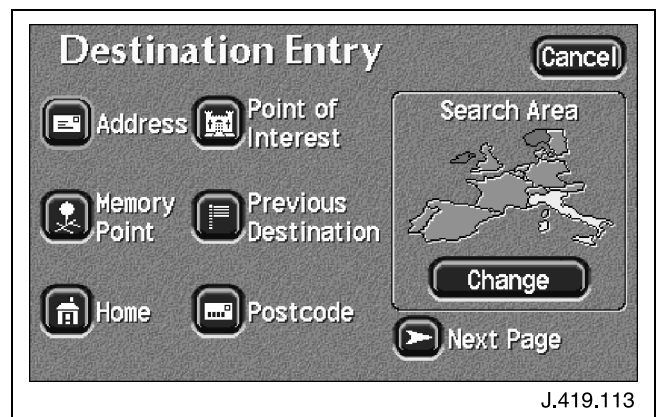 Destination Entry
Cancel
Address
Point of
Interest
Search Area
Memory
Point
Previous
Destination
Change
Home
Postcode
Next Page
J.419.113